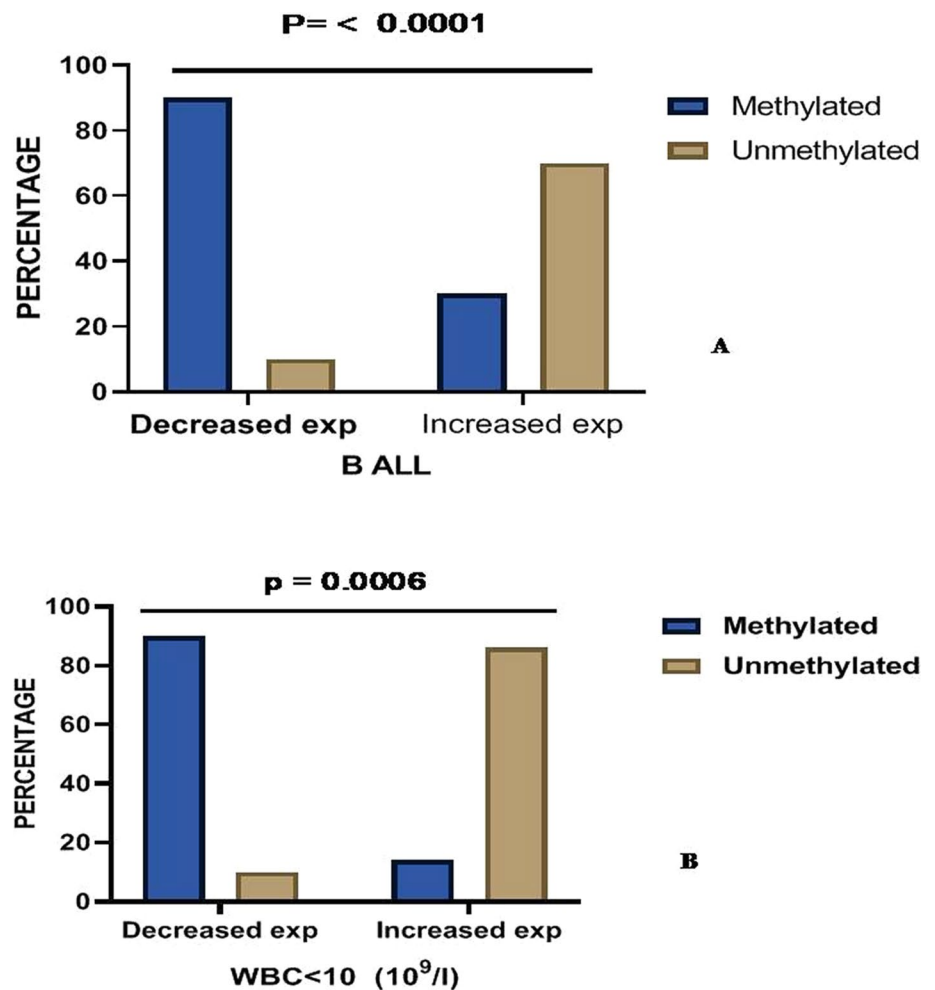 P= < 0.0001
100
80
60
40
20
0
PERCENTAGE
Methylated
Unmethylated
A
Decreased exp
Increased exp
B ALL
p = 0.0006
100
80
60
40
20
0
PERCENTAGE
Methylated
Unmethylated
B
Decreased exp
Increased exp
WBC<10 (10⁹/l)